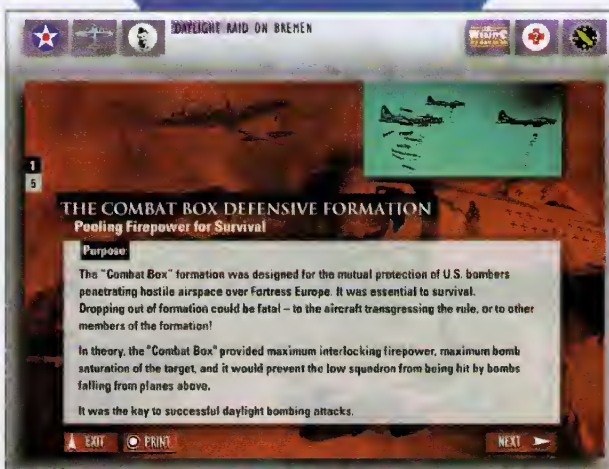 DAYLIGHT RAID ON BREMEN
1
5
THE COMBAT BOX DEFENSIVE FORMATION
Pooling Firepower for Survival
Purpose:
The "Combat Box" formation was designed for the mutual protection of U.S. bombers
penetrating hostile airspace over Fortress Europe. It was essential to survival.
Dropping out of formation could be fatal – to the aircraft transgressing the rule, or to other
members of the formation!
In theory, the "Combat Box" provided maximum interlocking firepower, maximum bomb
saturation of the target, and it would prevent the low squadron from being hit by bombs
falling from planes above.
It was the key to successful daylight bombing attacks.
EXIT PRINT NEXT